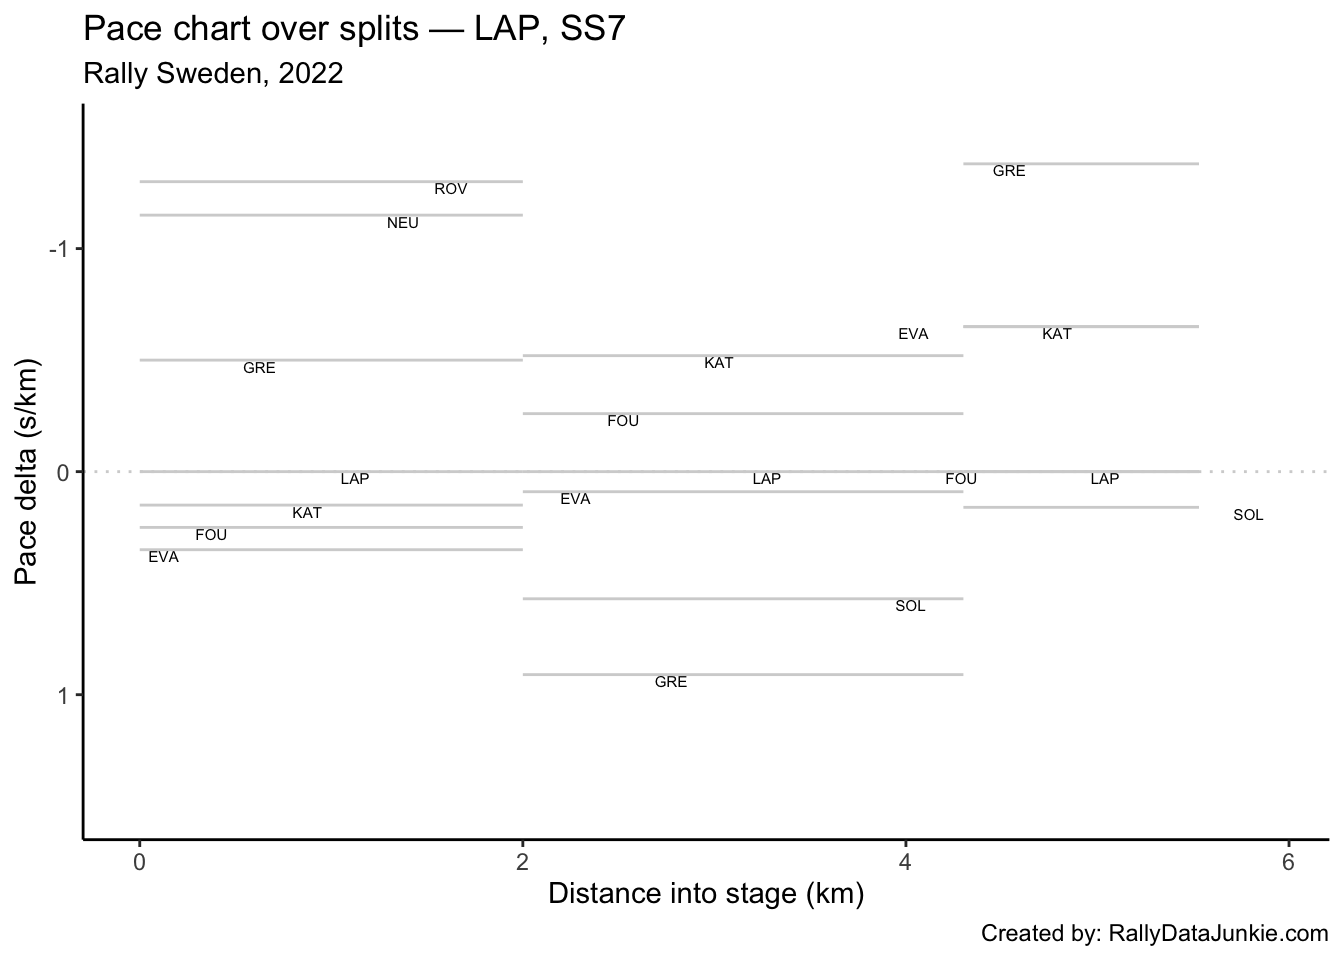 Pace chart over splits — LAP, SS7
Rally Sweden, 2022
GRE
ROV
NEU
-1
EVA
KAT
KAT
GRE
FOU
0
LAP
LAP
FOU
LAP
EVA
KAT
SOL
FOU
EVA
SOL
GRE
1
Pace delta (s/km)
0
2
4
6
Distance into stage (km)
Created by: RallyDataJunkie.com